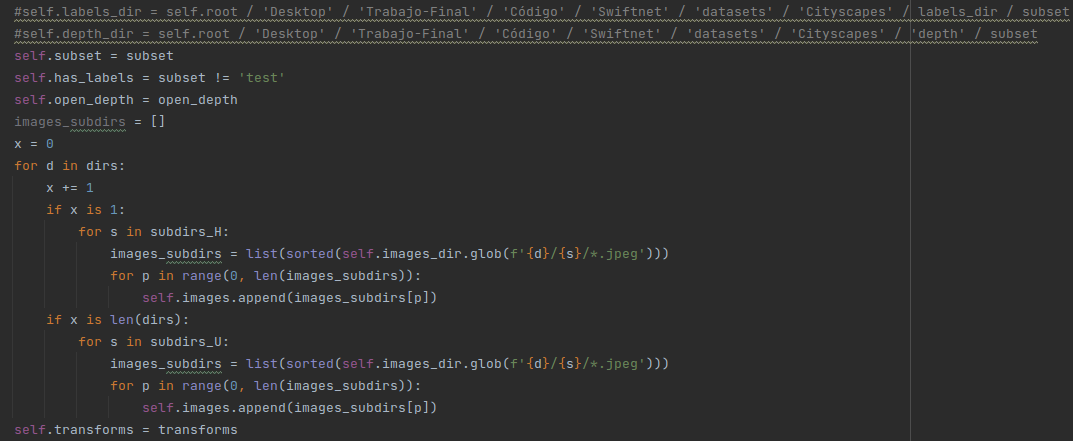 #self.labels_dir = self.root / 'Desktop' / 'Trabajo-Final' / 'Código' / 'Swiftnet' / 'datasets' / 'Cityscapes' / labels_dir / subset
#self.depth_dir = self.root / 'Desktop' / 'Trabajo-Final' / 'Código' / 'Swiftnet' / 'datasets' / 'Cityscapes' / 'depth' / subset
self.subset = subset
self.has_labels = subset != 'test'
self.open_depth = open_depth
images_subdirs = []
x = 0
for d in dirs:
    x += 1
    if x is 1:
        for s in subdirs_H:
            images_subdirs = list(sorted(self.images_dir.glob(f'{d}/{s}/*.jpeg')))
            for p in range(0, len(images_subdirs)):
                self.images.append(images_subdirs[p])
    if x is len(dirs):
        for s in subdirs_U:
            images_subdirs = list(sorted(self.images_dir.glob(f'{d}/{s}/*.jpeg')))
            for p in range(0, len(images_subdirs)):
                self.images.append(images_subdirs[p])
self.transforms = transforms